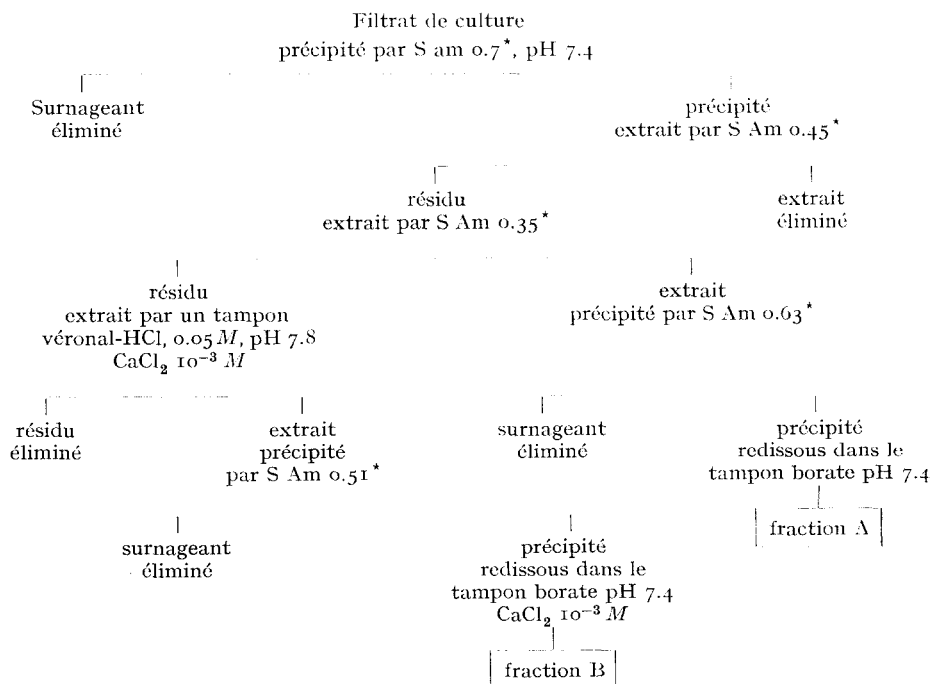 Filtrat de culture
précipité par S am 0.7*, pH 7.4
Surnageant
éliminé
précipité
extrait par S Am 0.45*
résidu
extrait par S Am 0.35*
extrait
éliminé
résidu
extrait par un tampon
véronal-HCl, 0.05 M, pH 7.8
CaCl₂ 10⁻³ M
extrait
précipité par S Am 0.63*
résidu
éliminé
extrait
précipité
par S Am 0.51*
surnageant
éliminé
précipité
redissous dans le
tampon borate pH 7.4
fraction A
surnageant
éliminé
précipité
redissous dans le
tampon borate pH 7.4
CaCl₂ 10⁻³ M
fraction B